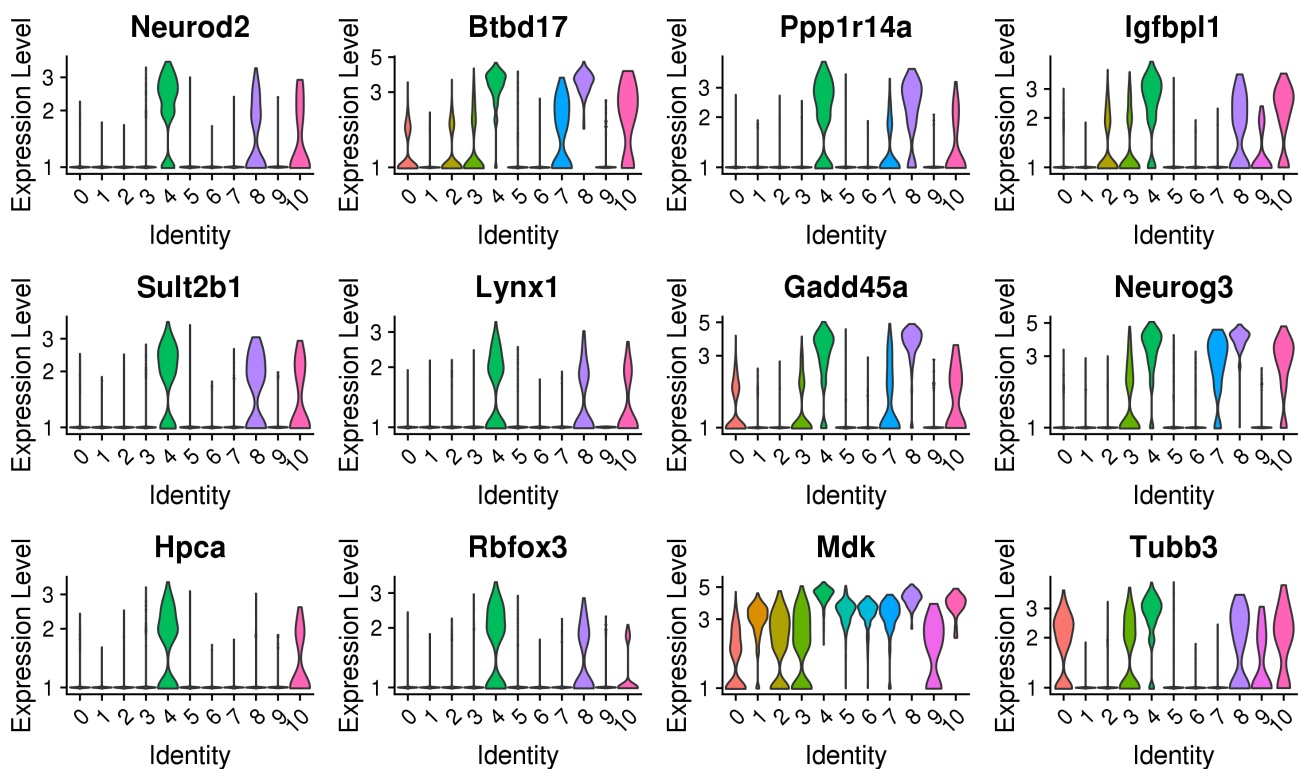 Neurod2 Btbd17 Ppp1r14a Igfbpl1
Expression Level Expression Level Expression Level Expression Level
3 2 1
5 3 1
3 2 1
3 2 1
0 1 2 3 4 5 6 7 8 9 10
0 1 2 3 4 5 6 7 8 9 10
0 1 2 3 4 5 6 7 8 9 10
0 1 2 3 4 5 6 7 8 9 10
Identity Identity Identity Identity
Sult2b1 Lynx1 Gadd45a Neurog3
Expression Level Expression Level Expression Level Expression Level
3 2 1
3 2 1
5 3 1
5 3 1
0 1 2 3 4 5 6 7 8 9 10
0 1 2 3 4 5 6 7 8 9 10
0 1 2 3 4 5 6 7 8 9 10
0 1 2 3 4 5 6 7 8 9 10
Identity Identity Identity Identity
Hpca Rbfox3 Mdk Tubb3
Expression Level Expression Level Expression Level Expression Level
3 2 1
3 2 1
5 3 1
3 2 1
0 1 2 3 4 5 6 7 8 9 10
0 1 2 3 4 5 6 7 8 9 10
0 1 2 3 4 5 6 7 8 9 10
0 1 2 3 4 5 6 7 8 9 10
Identity Identity Identity Identity